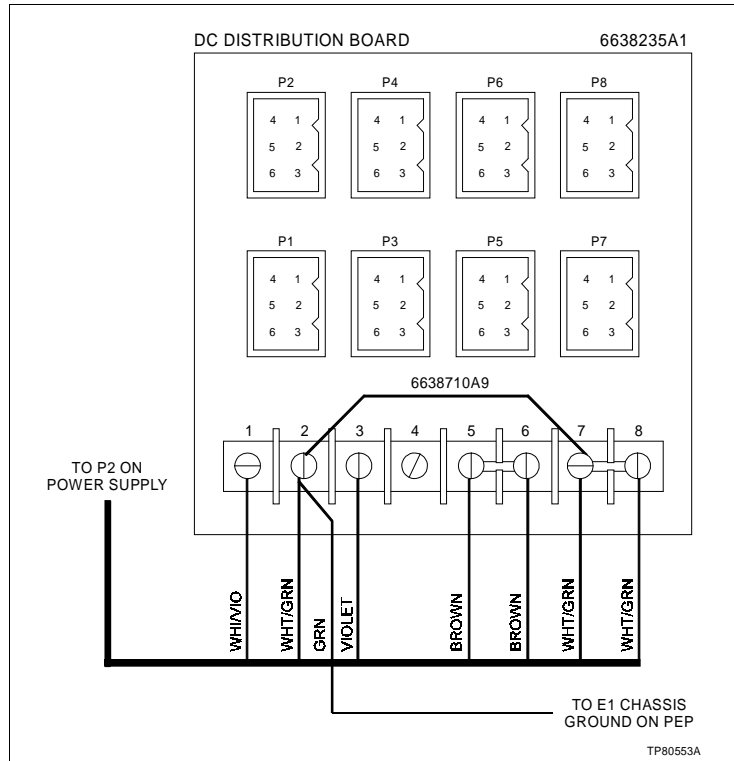 DC DISTRIBUTION BOARD 6638235A1
P2 P4 P6 P8
4 1 4 1 4 1 4 1
5 2 5 2 5 2 5 2
6 3 6 3 6 3 6 3
P1 P3 P5 P7
4 1 4 1 4 1 4 1
5 2 5 2 5 2 5 2
6 3 6 3 6 3 6 3
6638710A9
1 2 3 4 5 6 7 8
TO P2 ON
POWER SUPPLY
WHI/VIO
WHT/GRN
GRN
VIOLET
BROWN
BROWN
WHT/GRN
WHT/GRN
TO E1 CHASSIS
GROUND ON PEP
TP80553A